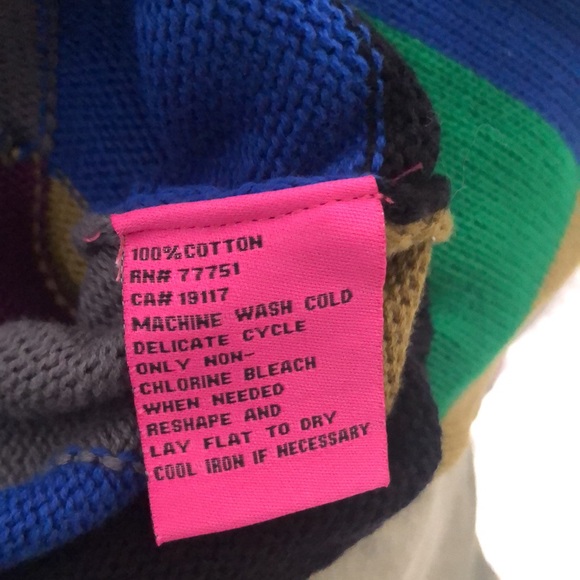 100% COTTON
RN# 77751
CA# 19117
MACHINE WASH COLD
DELICATE CYCLE
ONLY NON-
CHLORINE BLEACH
WHEN NEEDED
RESHAPE AND
LAY FLAT TO DRY
COOL IRON IF NECESSARY